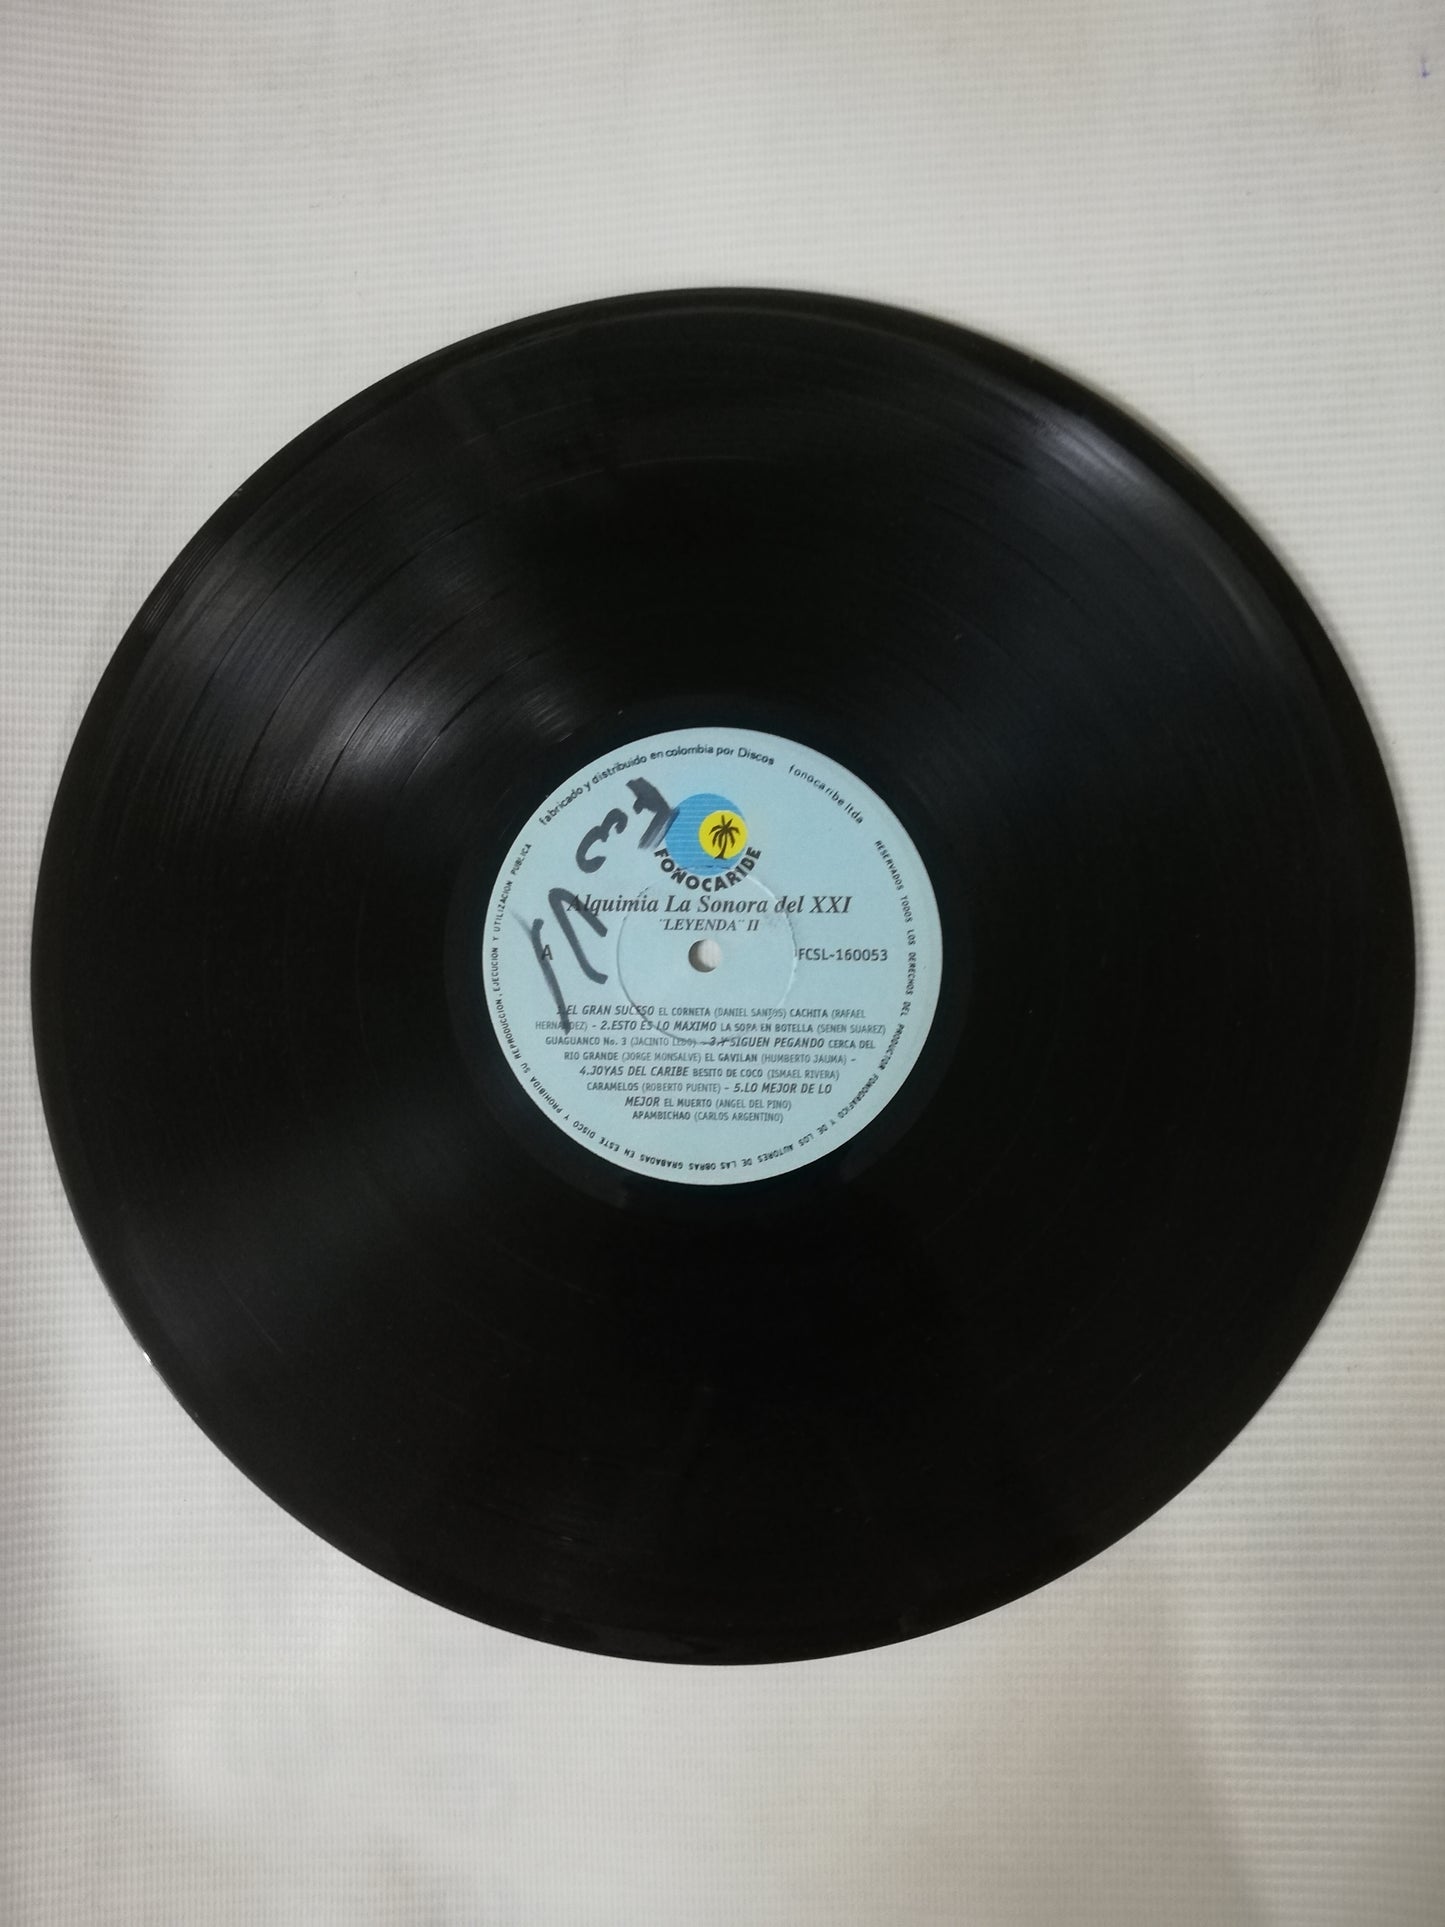 fabricado y distribuido en colombia por Discos fonocaribe ltda
FONOCARIBE
Alquimia La Sonora del XXI
¨LEYENDA¨ II
A
FCSL-160053
1.EL GRAN SUCESO EL CORNETA (DANIEL SANTOS) CACHITA (RAFAEL
HERNANDEZ) - 2.ESTO ES LO MAXIMO LA SOPA EN BOTELLA (SENEN SUAREZ)
GUAGUANCO No. 3 (JACINTO LEDO) - 3.Y SIGUEN PEGANDO CERCA DEL
RIO GRANDE (JORGE MONSALVE) EL GAVILAN (HUMBERTO JAUMA) -
4.JOYAS DEL CARIBE BESITO DE COCO (ISMAEL RIVERA)
CARAMELOS (ROBERTO PUENTE) - 5.LO MEJOR DE LO
MEJOR EL MUERTO (ANGEL DEL PINO)
APAMBICHAO (CARLOS ARGENTINO)
RESERVADOS TODOS LOS DERECHOS DEL PRODUCTOR FONOGRAFICO Y DE LOS AUTORES DE LAS OBRAS GRABADAS EN ESTE DISCO Y PROHIBIDA SU REPRODUCCION, EJECUCION Y UTILIZACION PUBLICA